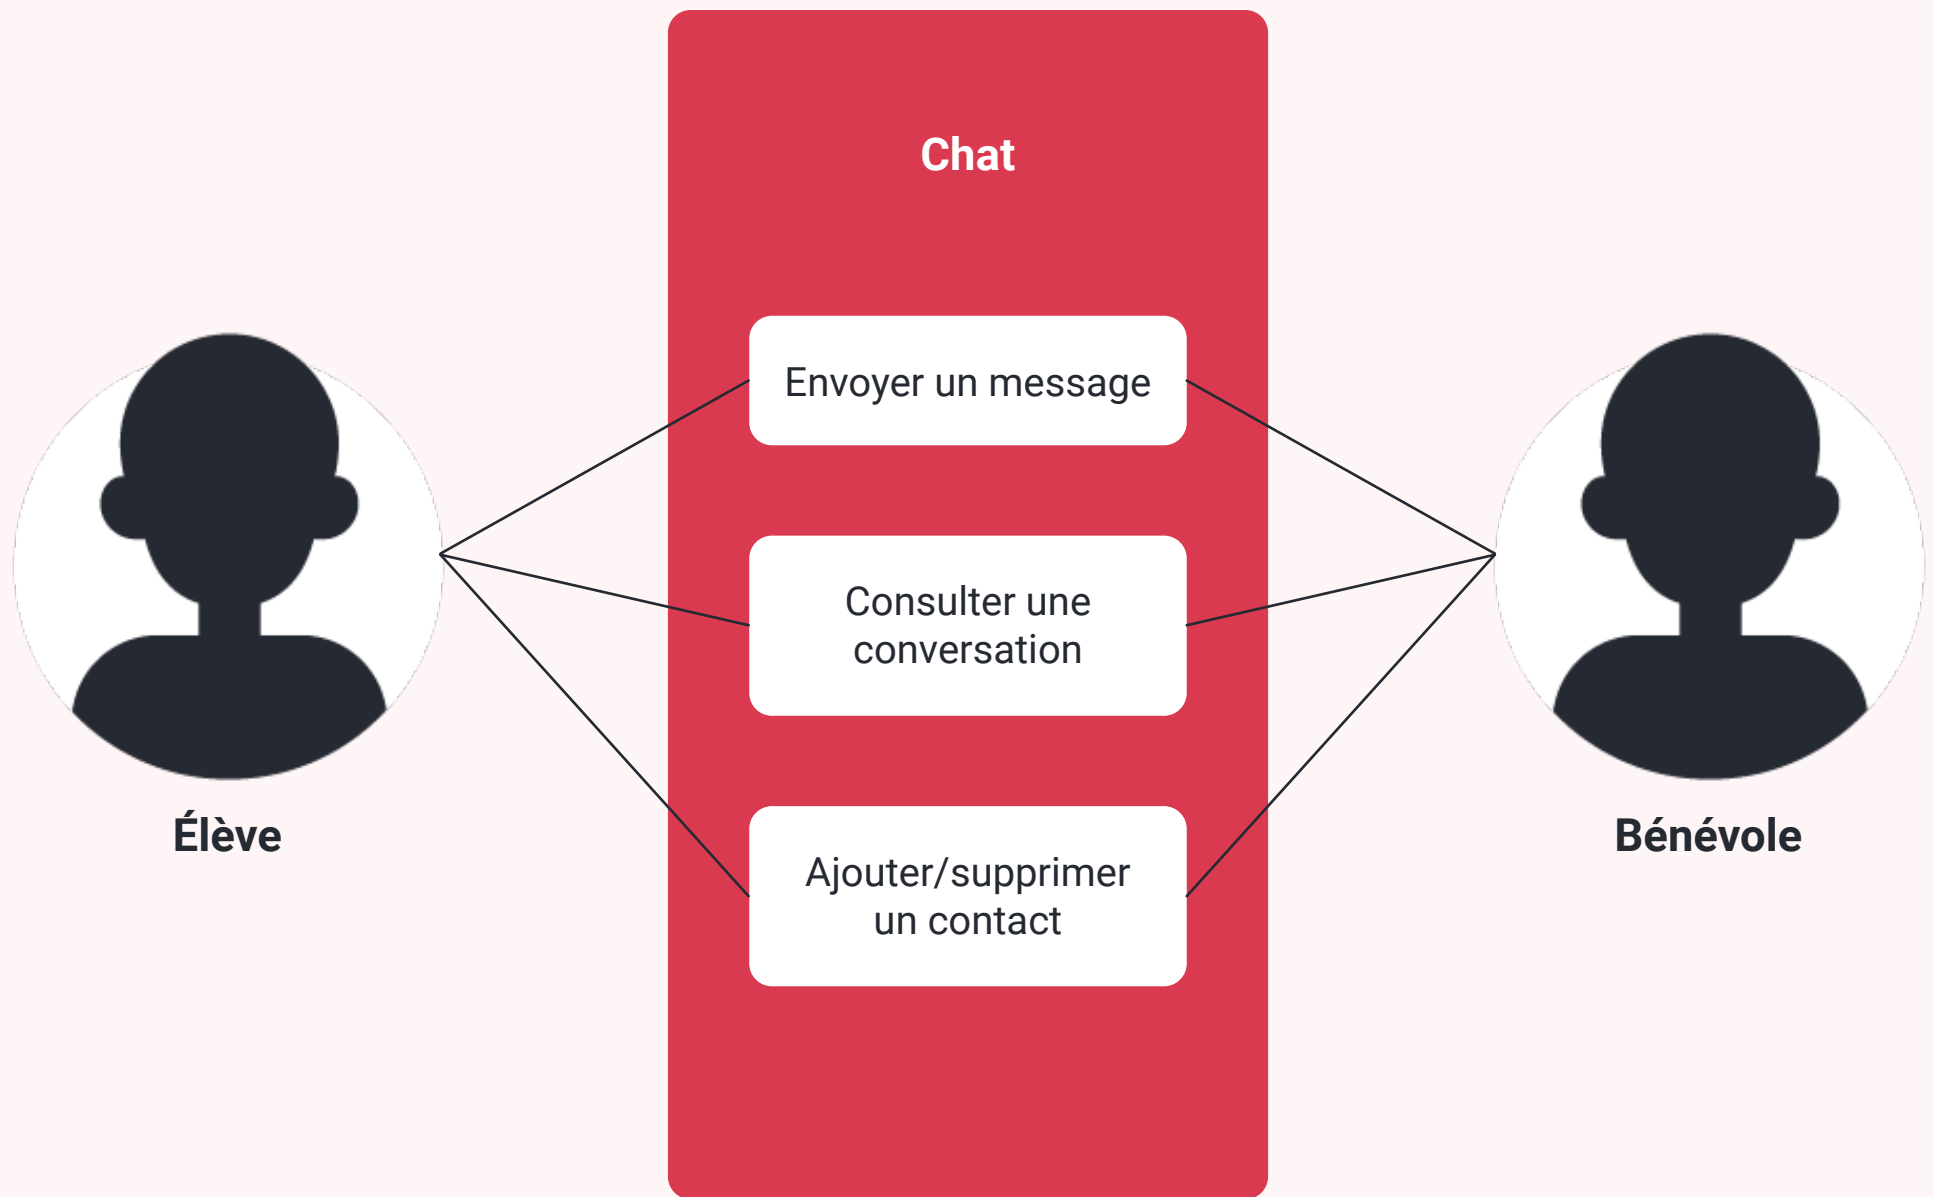 Chat
Envoyer un message
Consulter une
conversation
Ajouter/supprimer
un contact
Élève
Bénévole